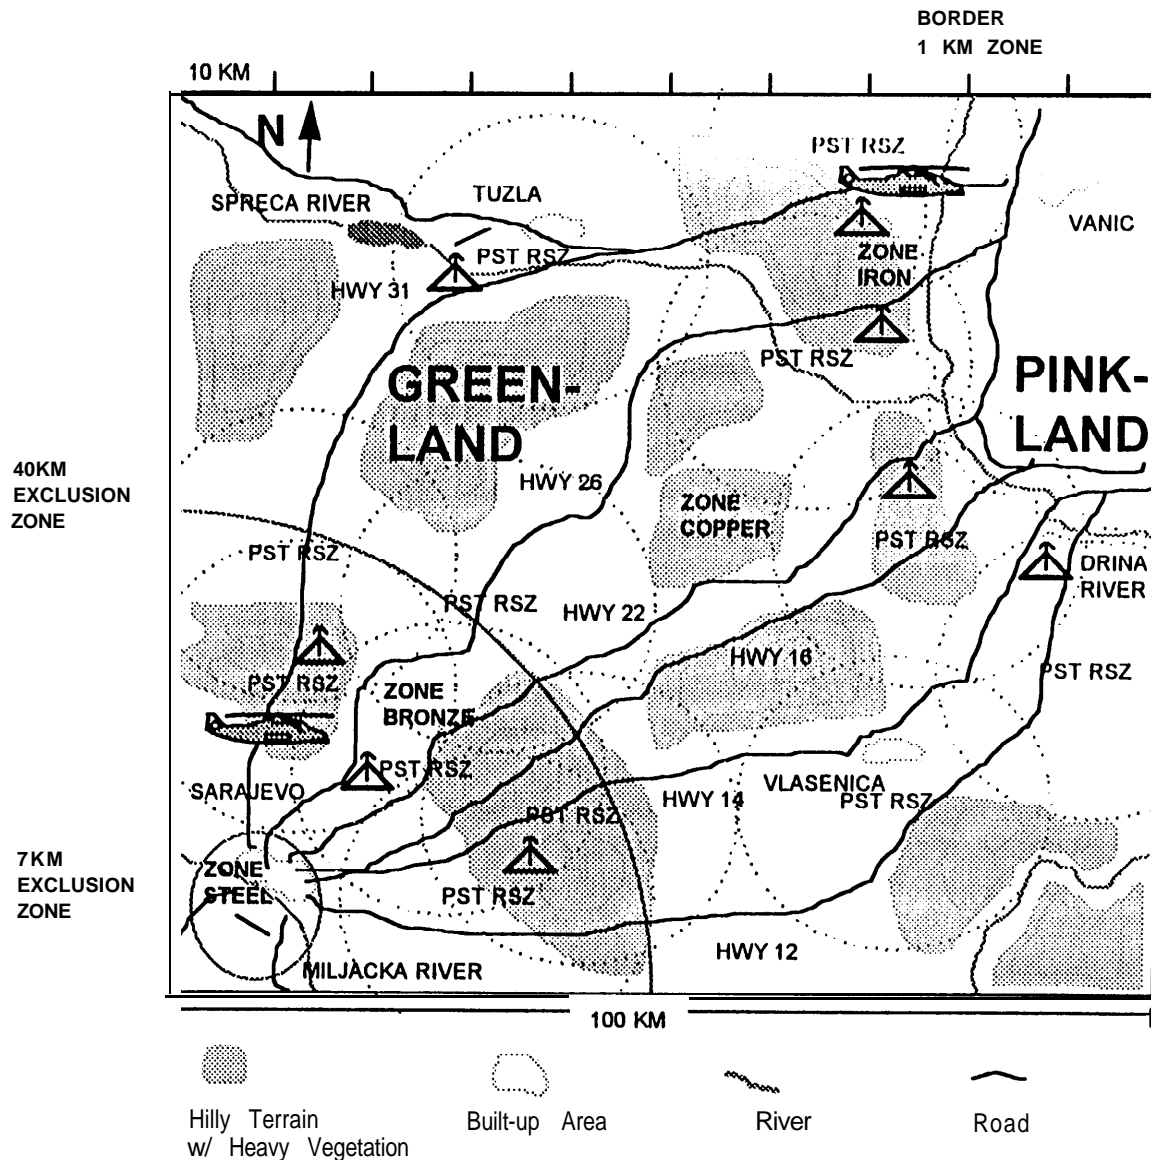 BORDER
1 KM ZONE
10 KM
N
PST RSZ
SPRECA RIVER
TUZLA
VANIC
PST RSZ
ZONE
IRON
HWY 31
PST RSZ
GREEN-
LAND
PINK-
LAND
40KM
EXCLUSION
ZONE
HWY 26
ZONE
COPPER
PST RSZ
PST RSZ
DRINA
RIVER
PST RSZ
HWY 22
HWY 16
PST RSZ
PST RSZ
ZONE
BRONZE
PST RSZ
SARAJEVO
VLASENICA
HWY 14
PST RSZ
PST RSZ
7KM
EXCLUSION
ZONE
ZONE
STEEL
PST RSZ
HWY 12
MILJACKA RIVER
100 KM
Hilly Terrain
w/ Heavy Vegetation
Built-up Area
River
Road